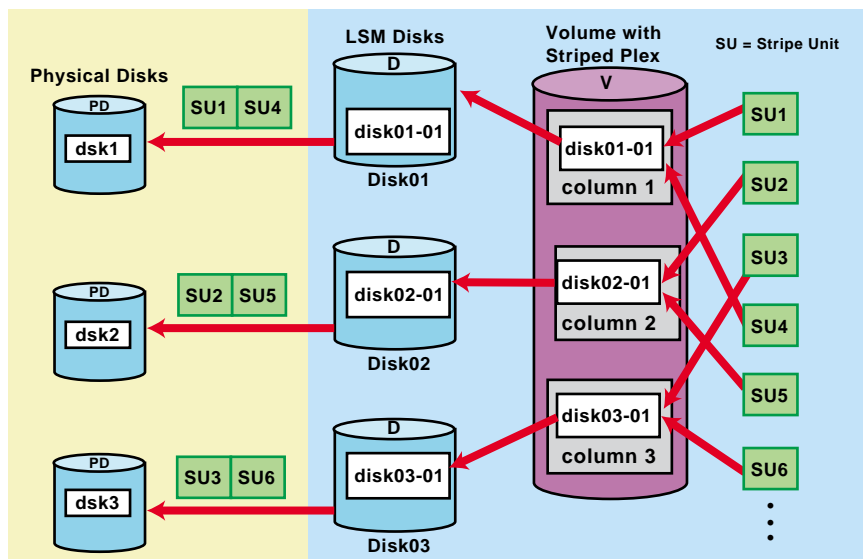 LSM Disks
Volume with
Striped Plex
SU = Stripe Unit
Physical Disks
PD
dsk1
SU1 SU4
D
disk01-01
Disk01
V
disk01-01
column 1
SU1
SU2
PD
dsk2
SU2 SU5
D
disk02-01
Disk02
disk02-01
column 2
SU3
SU4
SU5
PD
dsk3
SU3 SU6
D
disk03-01
Disk03
disk03-01
column 3
SU6